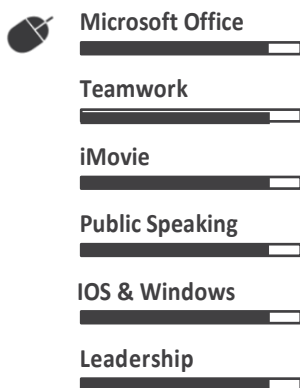 Microsoft Office
Teamwork
iMovie
Public Speaking
IOS & Windows
Leadership